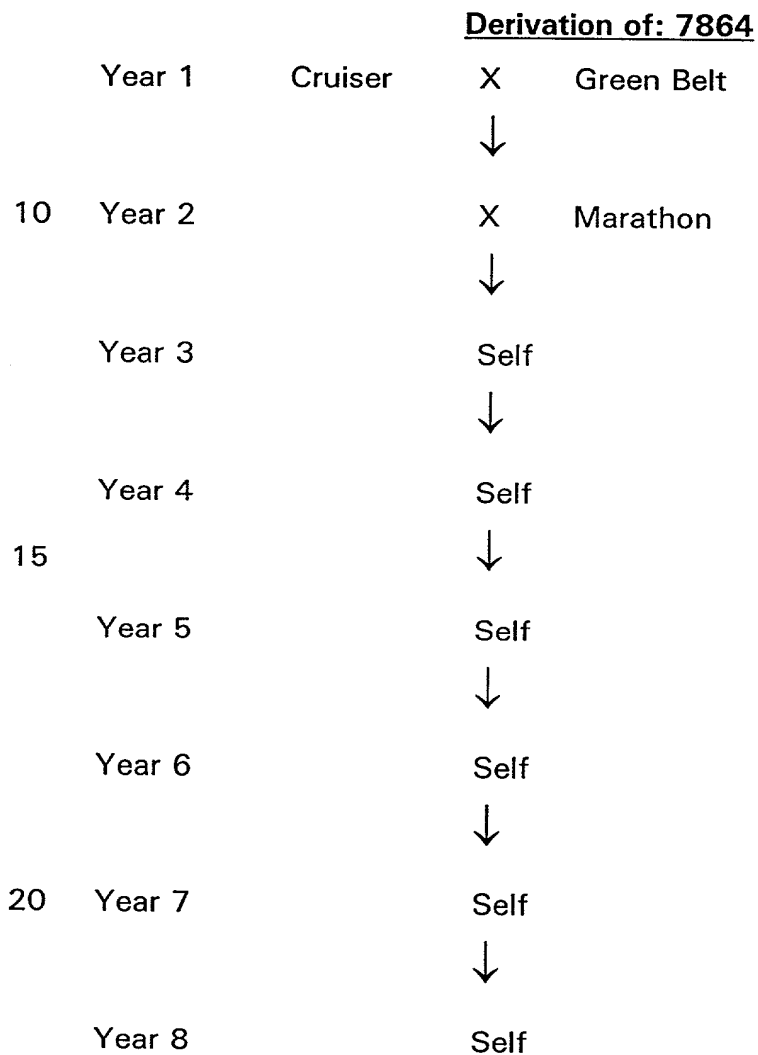 Derivation of: 7864
Year 1 Cruiser X Green Belt
↓
10 Year 2 X Marathon
↓
Year 3 Self
↓
Year 4 Self
15 ↓
Year 5 Self
↓
Year 6 Self
↓
20 Year 7 Self
↓
Year 8 Self